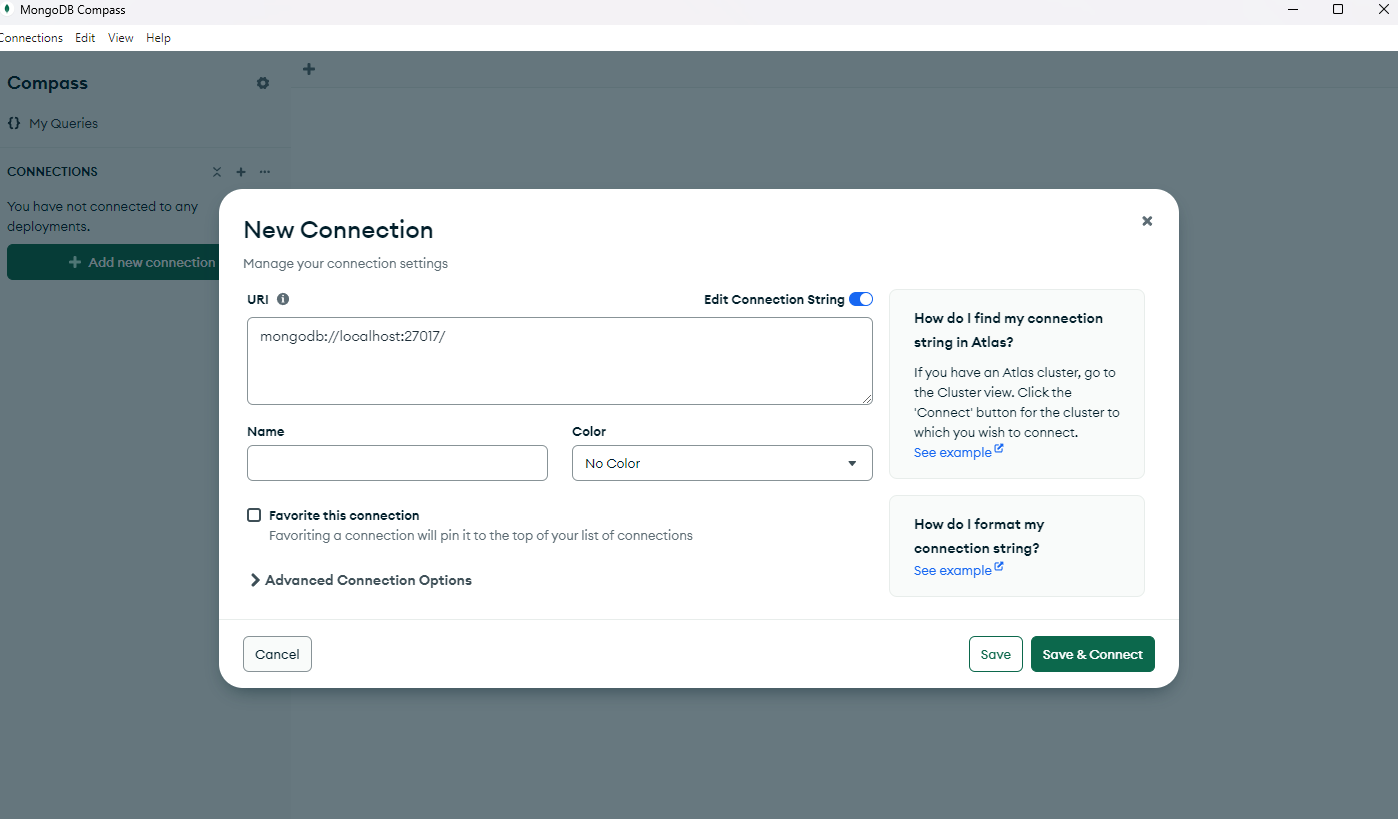 MongoDB Compass
Connections Edit View Help
Compass
{} My Queries
CONNECTIONS
You have not connected to any
deployments.
Add new connection
New Connection
Manage your connection settings
URI
Edit Connection String
mongodb://localhost:27017/
Name
Color
No Color
Favorite this connection
Favoriting a connection will pin it to the top of your list of connections
Advanced Connection Options
How do I find my connection
string in Atlas?
If you have an Atlas cluster, go to
the Cluster view. Click the
'Connect' button for the cluster to
which you wish to connect.
See example
How do I format my
connection string?
See example
Cancel
Save
Save & Connect